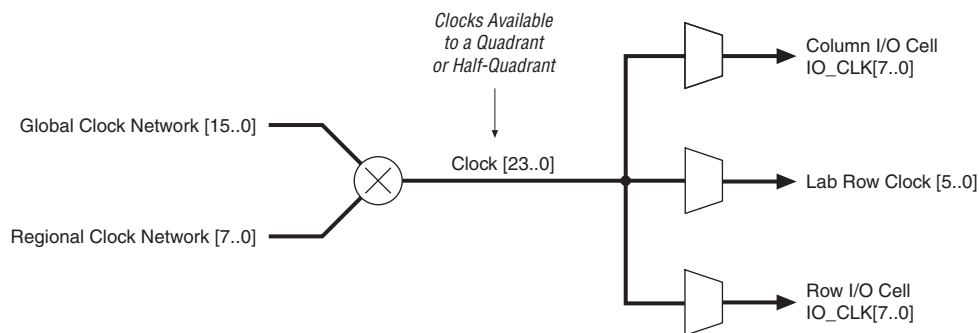 Clocks Available
to a Quadrant
or Half-Quadrant
Column I/O Cell
IO_CLK[7..0]
Global Clock Network [15..0]
Clock [23..0]
Lab Row Clock [5..0]
Regional Clock Network [7..0]
Row I/O Cell
IO_CLK[7..0]